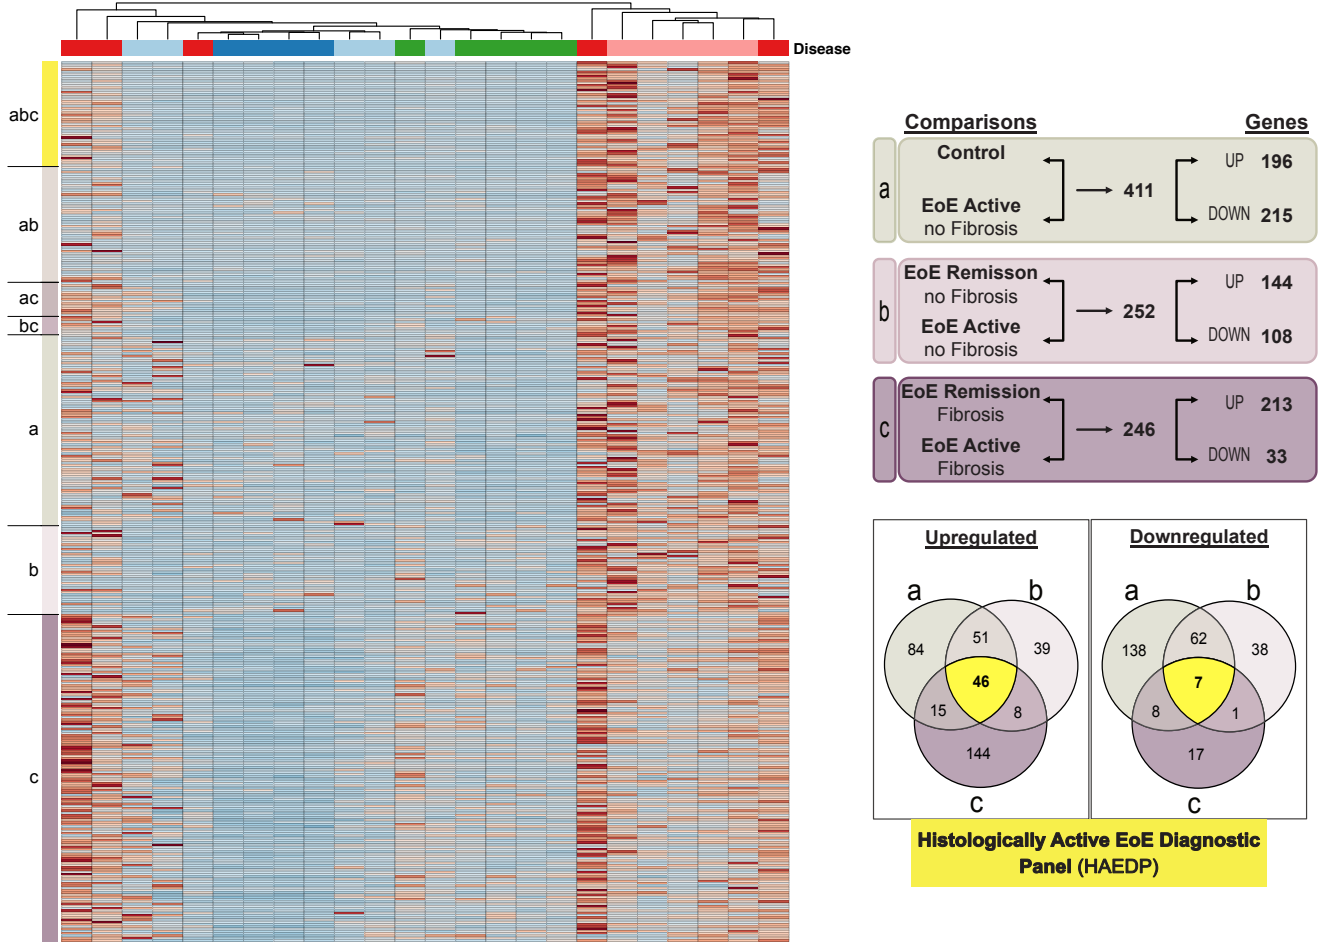 Disease
abc
ab
ac
bc
a
b
c
Comparisons Genes
a
Control
EoE Active
no Fibrosis
411
UP 196
DOWN 215
b
EoE Remisson
no Fibrosis
EoE Active
no Fibrosis
252
UP 144
DOWN 108
c
EoE Remission
Fibrosis
EoE Active
Fibrosis
246
UP 213
DOWN 33
Upregulated
a b
84 51 39
46
15 8
144
c
Downregulated
a b
138 62 38
7
8 1
17
c
Histologically Active EoE Diagnostic
Panel (HAEDP)